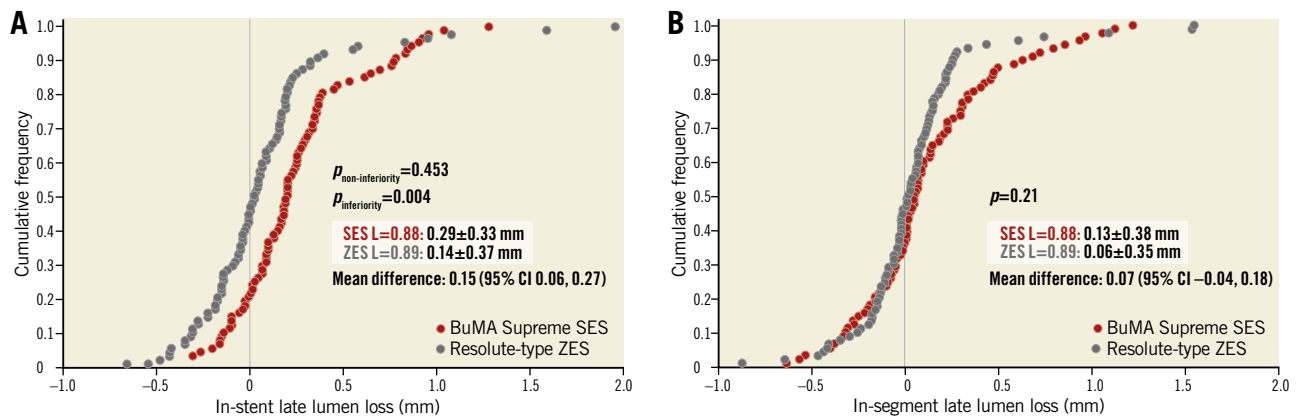 A
Cumulative frequency
1.0
0.9
0.8
0.7
0.6
0.5
0.4
0.3
0.2
0.1
0
p non-inferiority=0.453
p inferiority=0.004
SES L=0.88: 0.29±0.33 mm
ZES L=0.89: 0.14±0.37 mm
Mean difference: 0.15 (95% CI 0.06, 0.27)
BuMA Supreme SES
Resolute-type ZES
–1.0 –0.5 0 0.5 1.0 1.5 2.0
In-stent late lumen loss (mm)
B
Cumulative frequency
1.0
0.9
0.8
0.7
0.6
0.5
0.4
0.3
0.2
0.1
0
p=0.21
SES L=0.88: 0.13±0.38 mm
ZES L=0.89: 0.06±0.35 mm
Mean difference: 0.07 (95% CI –0.04, 0.18)
BuMA Supreme SES
Resolute-type ZES
–1.0 –0.5 0 0.5 1.0 1.5 2.0
In-segment late lumen loss (mm)